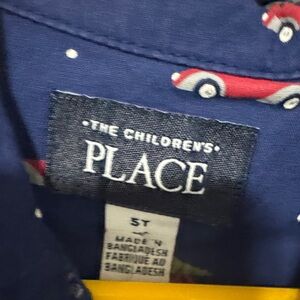 •THE CHILDREN'S•
PLACE
5T
MADE IN
BANGLADESH
FABRIQUÉ AU
BANGLADESH